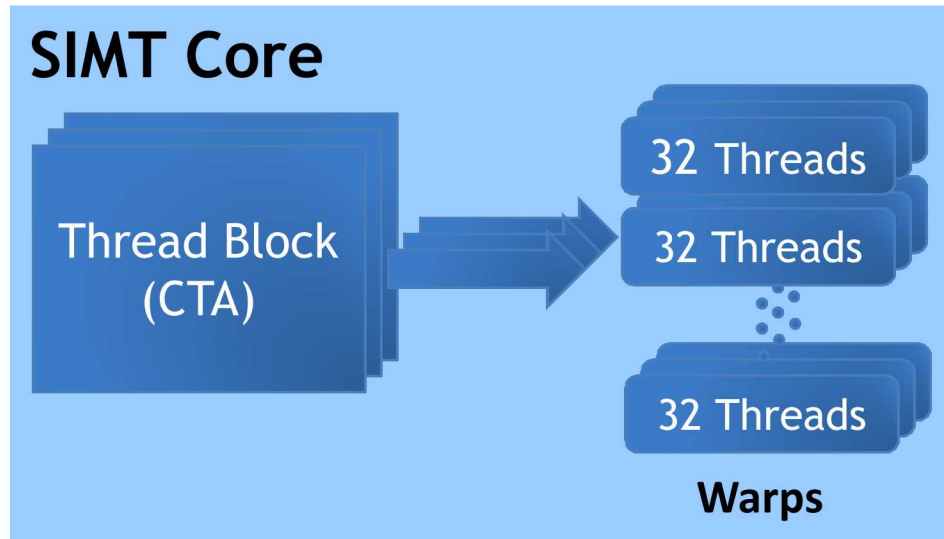 SIMT Core
Thread Block
(CTA)
32 Threads
32 Threads
32 Threads
Warps